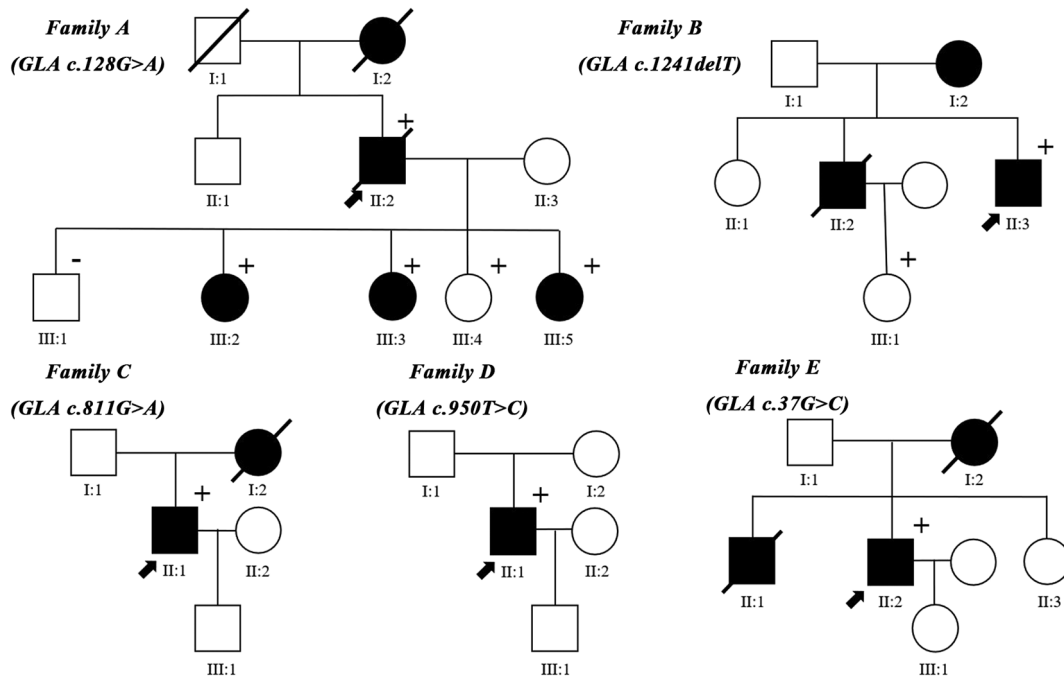 Family A
(GLA c.128G>A)
I:1 I:2
+
II:1 II:2 II:3
- + + + +
III:1 III:2 III:3 III:4 III:5
Family B
(GLA c.1241delT)
I:1 I:2
+
II:1 II:2 II:3
+
III:1
Family C
(GLA c.811G>A)
I:1 I:2
+
II:1 II:2
III:1
Family D
(GLA c.950T>C)
I:1 I:2
+
II:1 II:2
III:1
Family E
(GLA c.37G>C)
I:1 I:2
+
II:1 II:2 II:3
III:1